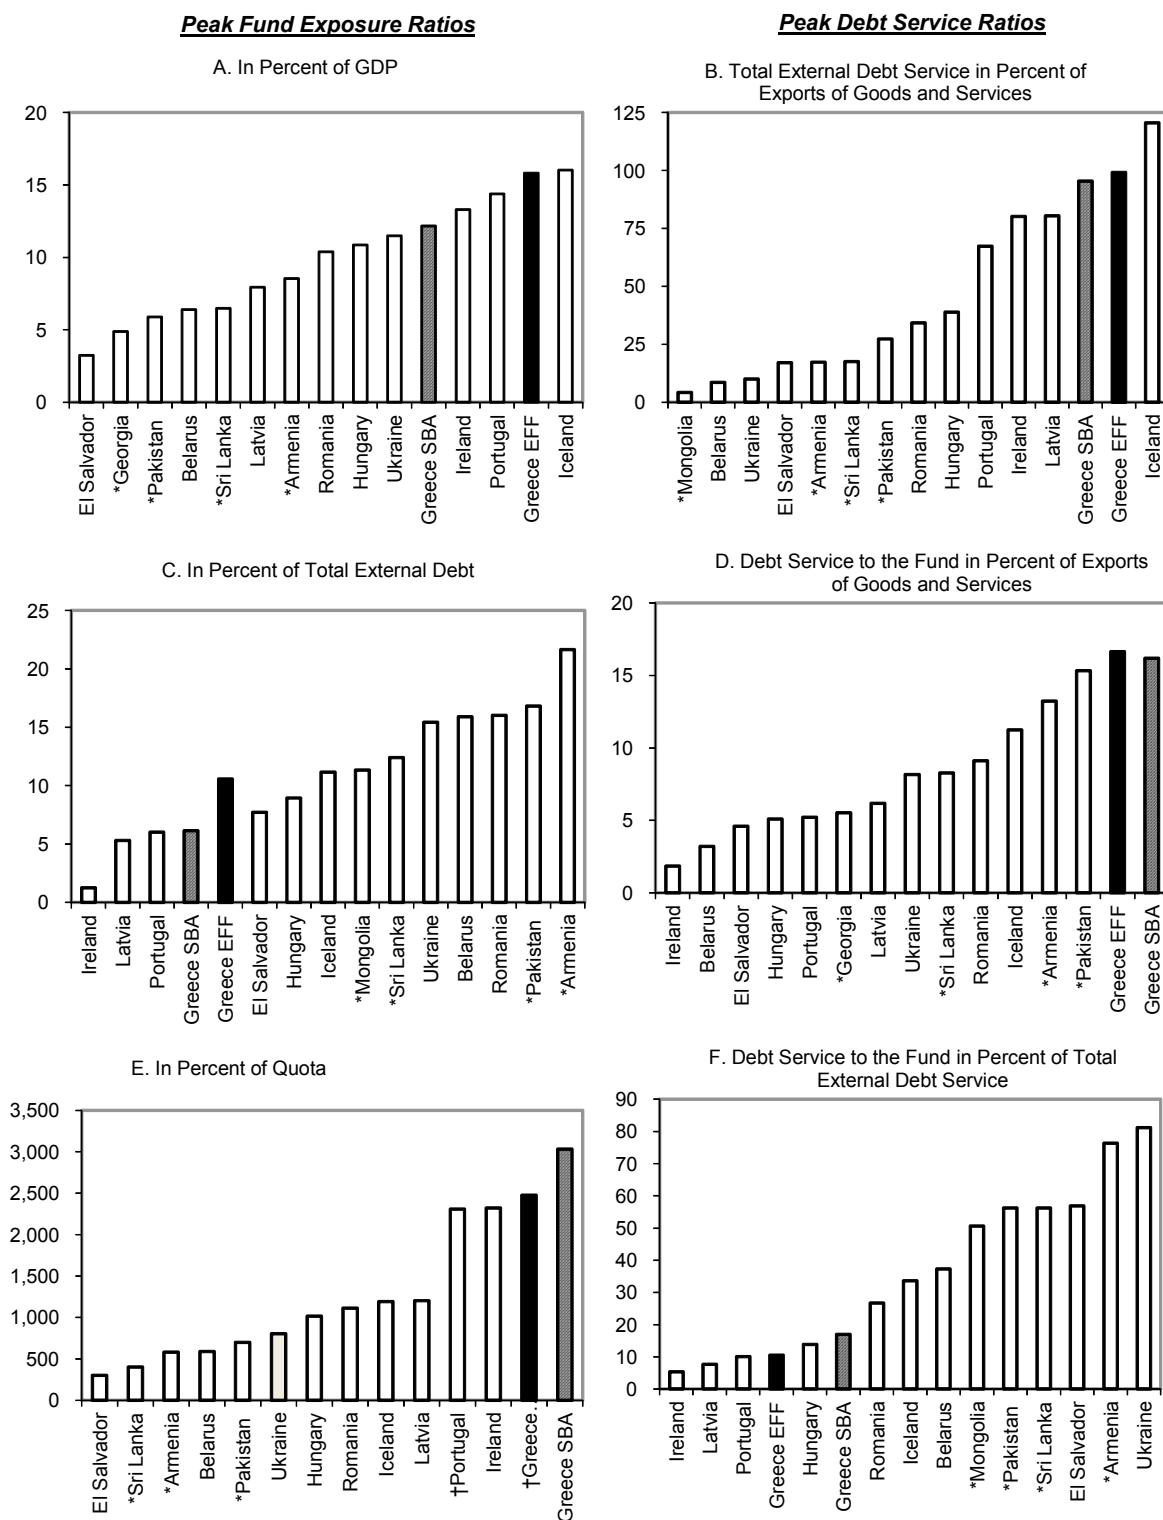 Peak Fund Exposure Ratios
Peak Debt Service Ratios
A. In Percent of GDP
20
15
10
5
0
El Salvador
*Georgia
*Pakistan
Belarus
*Sri Lanka
Latvia
*Armenia
Romania
Hungary
Ukraine
Greece SBA
Ireland
Portugal
Greece EFF
Iceland
B. Total External Debt Service in Percent of
Exports of Goods and Services
125
100
75
50
25
0
*Mongolia
Belarus
Ukraine
El Salvador
*Armenia
*Sri Lanka
*Pakistan
Romania
Hungary
Portugal
Ireland
Latvia
Greece SBA
Greece EFF
Iceland
C. In Percent of Total External Debt
25
20
15
10
5
0
Ireland
Latvia
Portugal
Greece SBA
Greece EFF
El Salvador
Hungary
Iceland
*Mongolia
*Sri Lanka
Ukraine
Belarus
Romania
*Pakistan
*Armenia
D. Debt Service to the Fund in Percent of Exports
of Goods and Services
20
15
10
5
0
Ireland
Belarus
El Salvador
Hungary
Portugal
*Georgia
Latvia
Ukraine
*Sri Lanka
Romania
Iceland
*Armenia
*Pakistan
Greece EFF
Greece SBA
E. In Percent of Quota
3,500
3,000
2,500
2,000
1,500
1,000
500
0
El Salvador
*Sri Lanka
*Armenia
Belarus
*Pakistan
Ukraine
Hungary
Romania
Iceland
Latvia
†Portugal
Ireland
†Greece.
Greece SBA
F. Debt Service to the Fund in Percent of Total
External Debt Service
90
80
70
60
50
40
30
20
10
0
Ireland
Latvia
Portugal
Greece EFF
Hungary
Greece SBA
Romania
Iceland
Belarus
*Mongolia
*Pakistan
*Sri Lanka
El Salvador
*Armenia
Ukraine